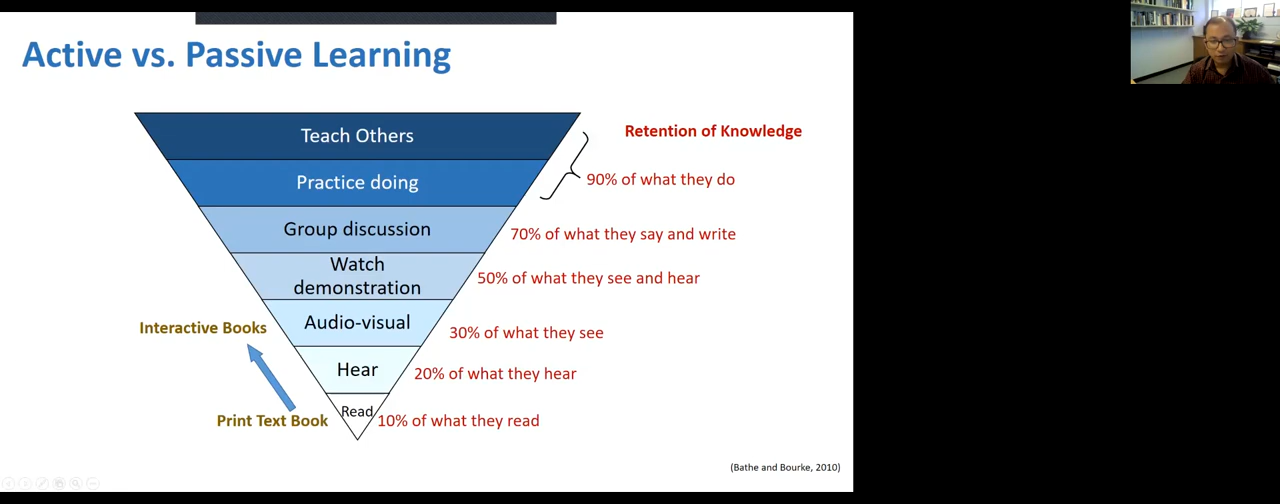 Active vs. Passive Learning
Teach Others
Practice doing
Group discussion
Watch
demonstration
Audio-visual
Hear
Read
Retention of Knowledge
90% of what they do
70% of what they say and write
50% of what they see and hear
30% of what they see
20% of what they hear
10% of what they read
Interactive Books
Print Text Book
(Bathe and Bourke, 2010)